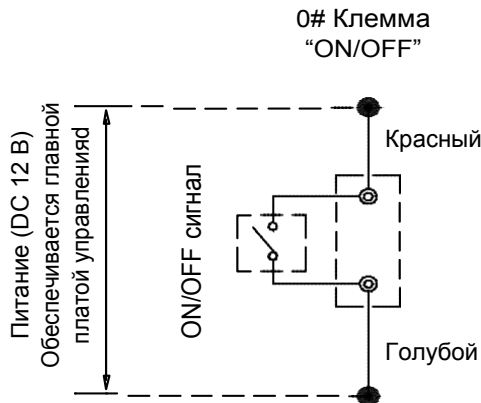 0# Клемма
“ON/OFF”
Красный
Питание (DC 12 В)
Обеспечивается главной
платой управленияd
ON/OFF сигнал
Голубой